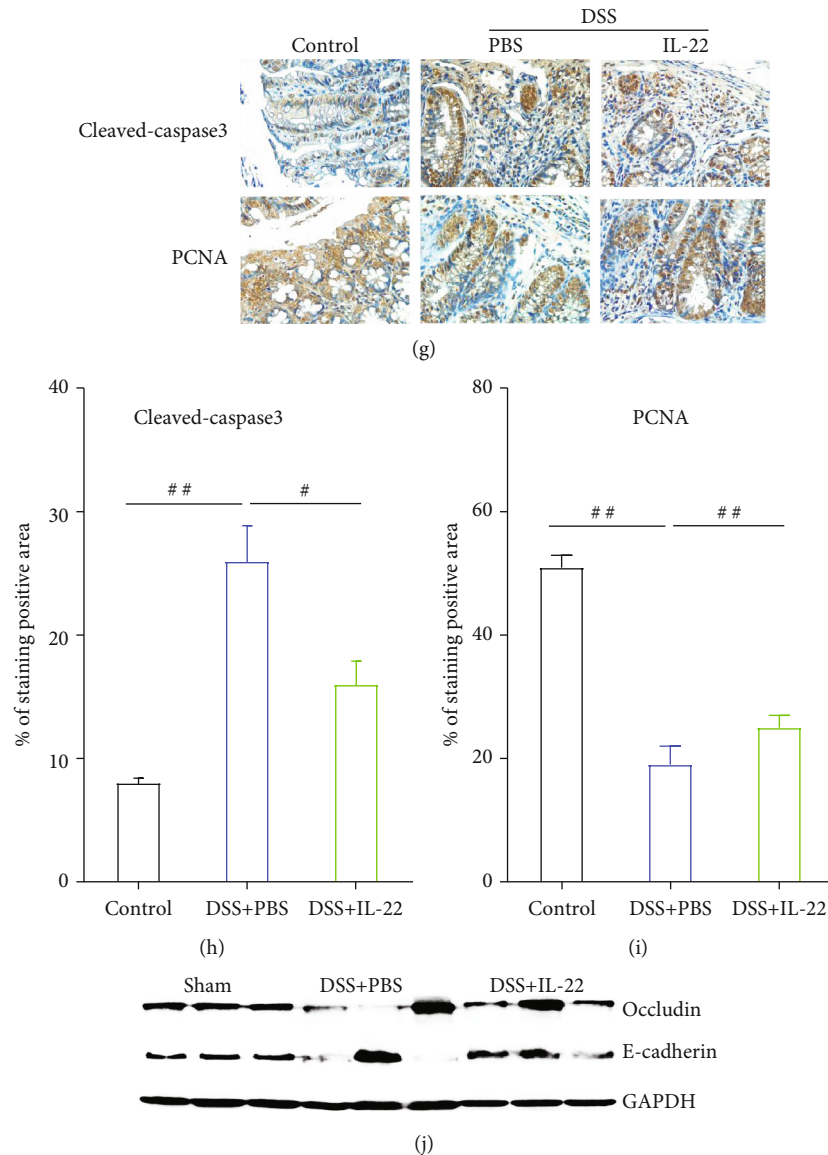 DSS
Control PBS IL-22
Cleaved-caspase3
PCNA
(g)
40
30
20
10
0
% of staining positive area
Cleaved-caspase3
# #
#
Control DSS+PBS DSS+IL-22
(h)
80
60
40
20
0
% of staining positive area
PCNA
# #
# #
Control DSS+PBS DSS+IL-22
(i)
Sham DSS+PBS DSS+IL-22
Occludin
E-cadherin
GAPDH
(j)